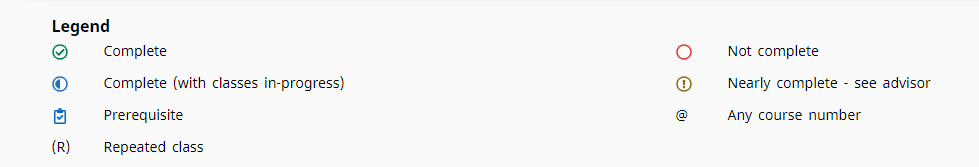 Legend
Complete
Not complete
Complete (with classes in-progress)
Nearly complete - see advisor
Prerequisite
@ Any course number
(R) Repeated class